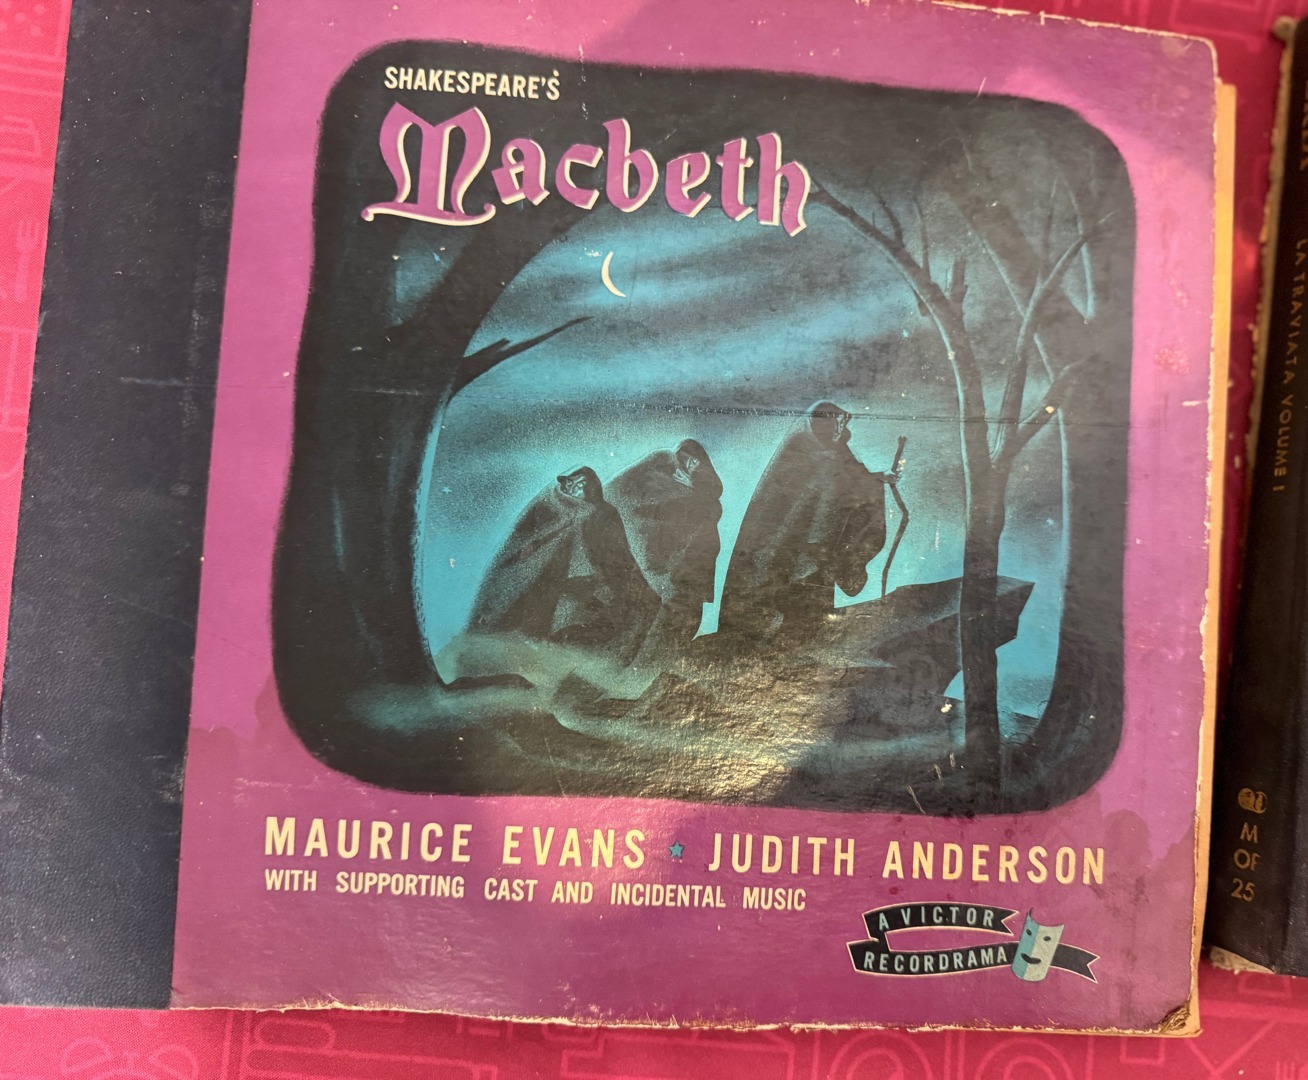 SHAKESPEARE'S
Macbeth
MAURICE EVANS ★ JUDITH ANDERSON
WITH SUPPORTING CAST AND INCIDENTAL MUSIC
A VICTOR
RECORDRAMA
LA TRAVIATA VOLUME I
M
OF
25